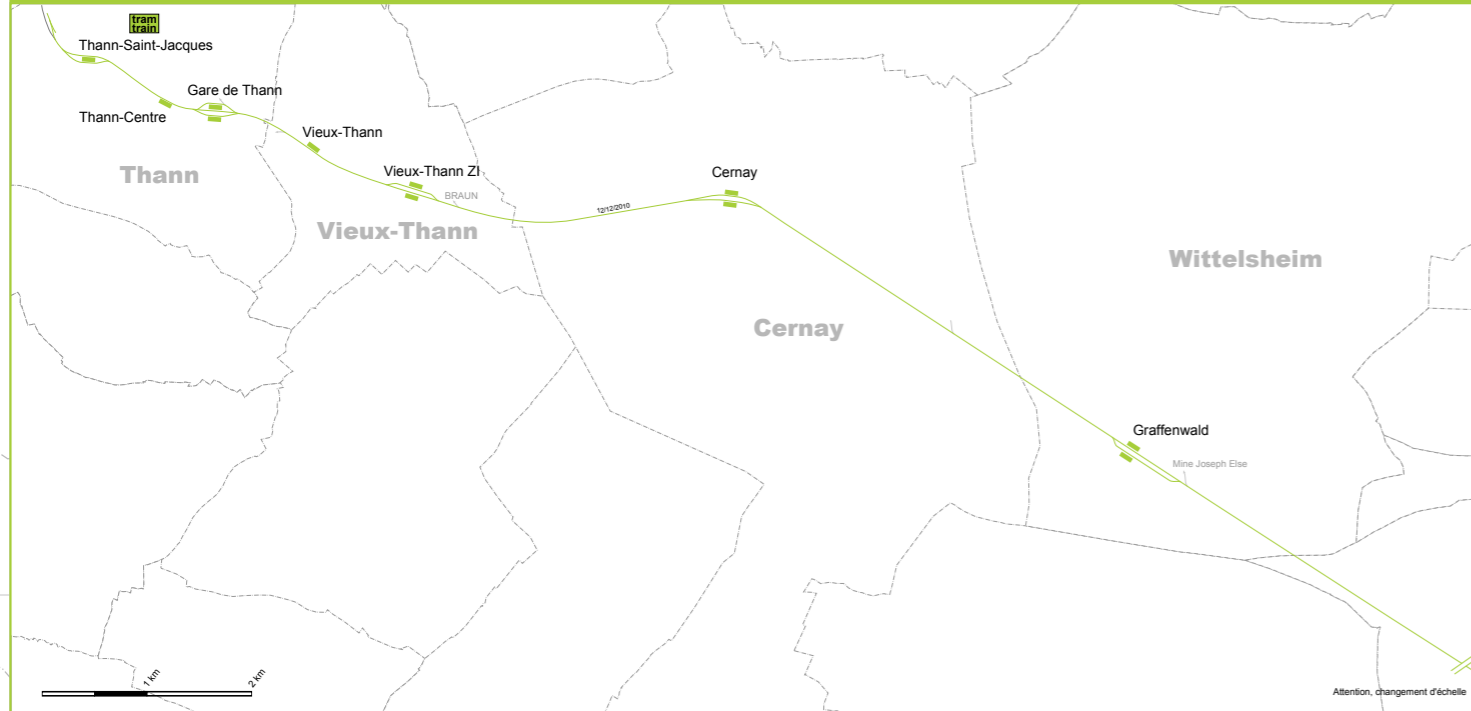 tram
train
Thann-Saint-Jacques
Gare de Thann
Thann-Centre
Vieux-Thann
Thann
Vieux-Thann ZI
Cernay
BRAUN
12/12/2010
Vieux-Thann
Wittelsheim
Cernay
Graffenwald
Mine Joseph Else
1 km
2 km
Attention, changement d'échelle